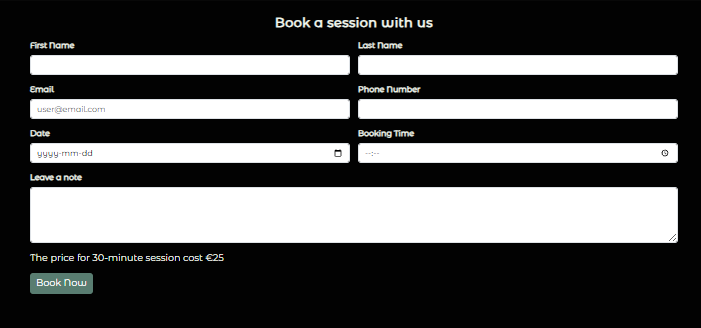 Book a session with us
First Name Last Name
Email Phone Number
user@email.com
Date Booking Time
yyyy-mm-dd --:--
Leave a note
The price for 30-minute session cost €25
Book Now